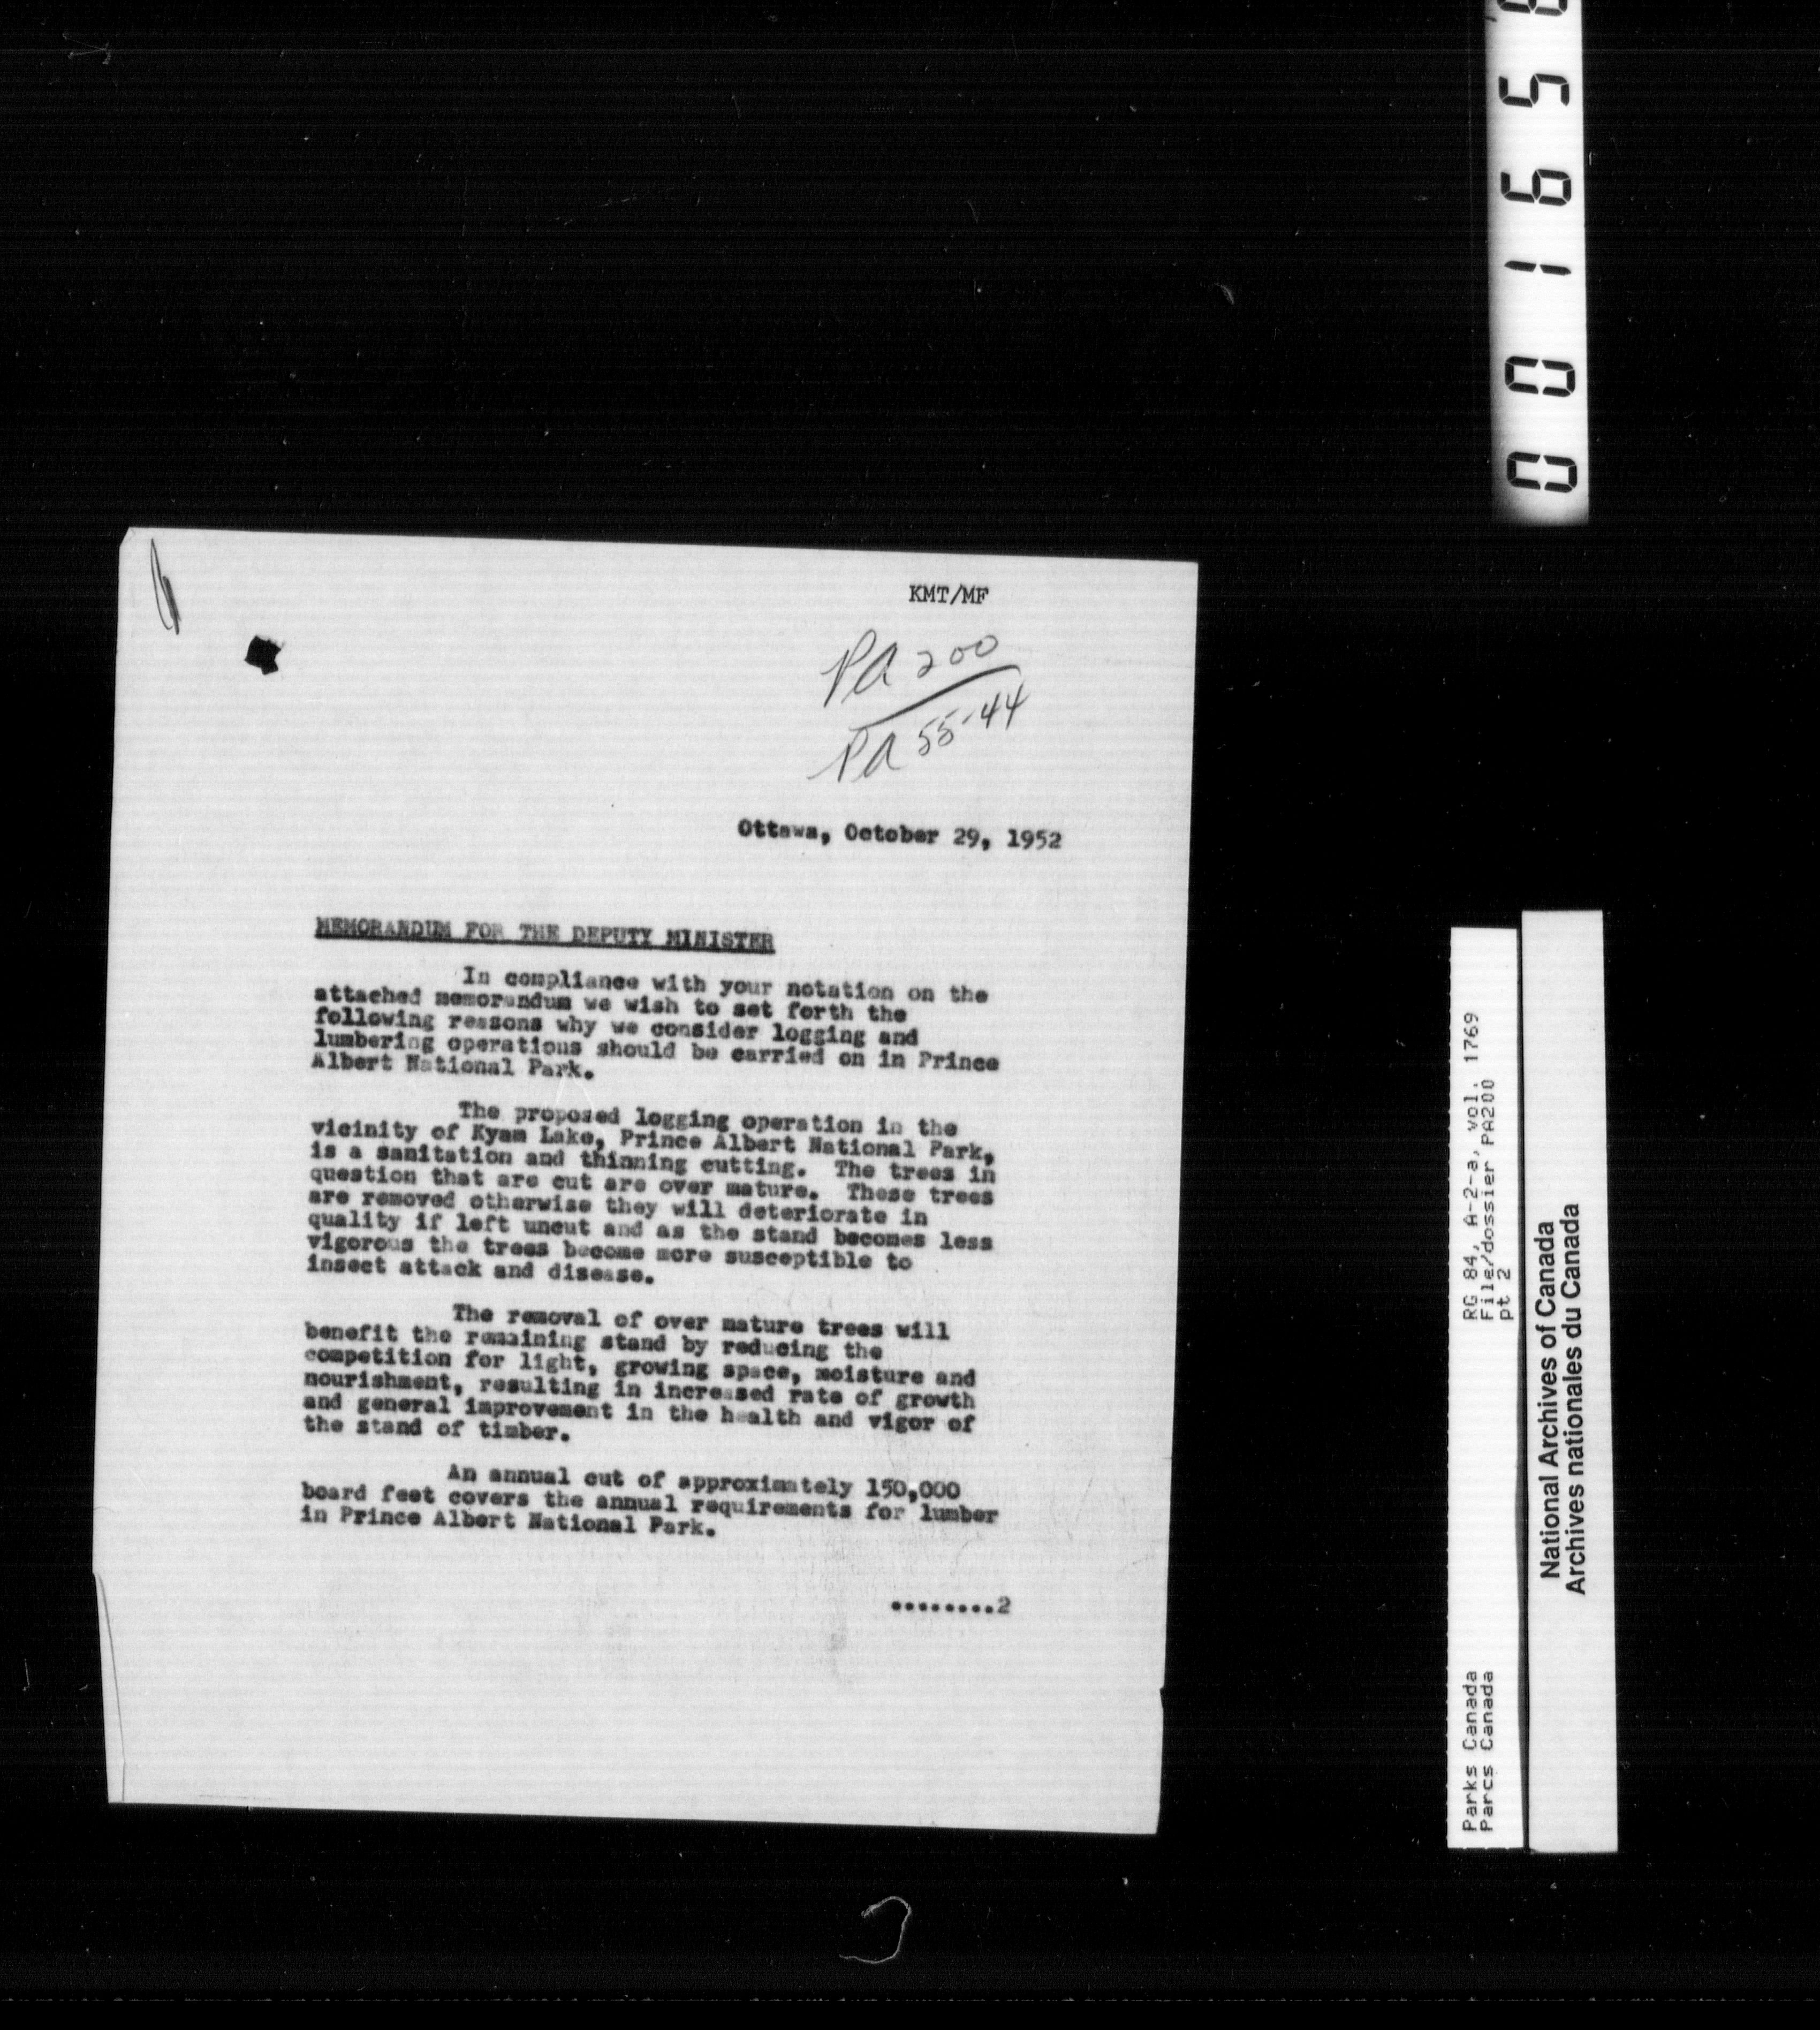 KMT/MF
PA 200
PA 55-44
Ottawa, October 29, 1952
MEMORANDUM FOR THE DEPUTY MINISTER
In compliance with your notation on the
attached memorandum we wish to set forth the
following reasons why we consider logging and
lumbering operations should be carried on in Prince
Albert National Park.
The proposed logging operation in the
vicinity of Kyam Lake, Prince Albert National Park,
is a sanitation and thinning cutting. The trees in
question that are cut are over mature. These trees
are removed otherwise they will deteriorate in
quality if left uncut and as the stand becomes less
vigorous the trees become more susceptible to
insect attack and disease.
The removal of over mature trees will
benefit the remaining stand by reducing the
competition for light, growing space, moisture and
nourishment, resulting in increased rate of growth
and general improvement in the health and vigor of
the stand of timber.
An annual cut of approximately 150,000
board feet covers the annual requirements for lumber
in Prince Albert National Park.
........2
00165
Parks Canada
Parcs Canada
RG 84, A-2-a, vol. 1769
File/dossier PA200
pt 2
National Archives of Canada
Archives nationales du Canada